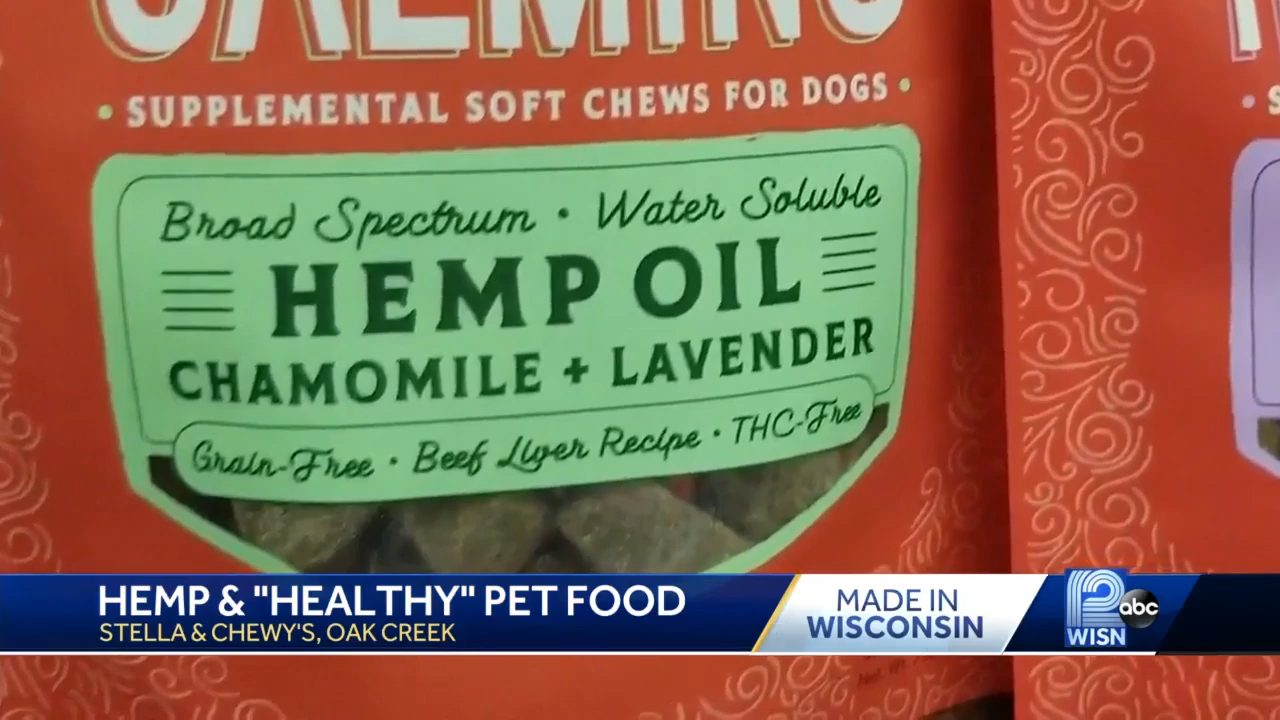 CALMING
• SUPPLEMENTAL SOFT CHEWS FOR DOGS •
Broad Spectrum • Water Soluble
HEMP OIL
CHAMOMILE + LAVENDER
Grain-Free • Beef Liver Recipe • THC-Free
HEMP & "HEALTHY" PET FOOD
STELLA & CHEWY'S, OAK CREEK
MADE IN
WISCONSIN
12
abc
WISN